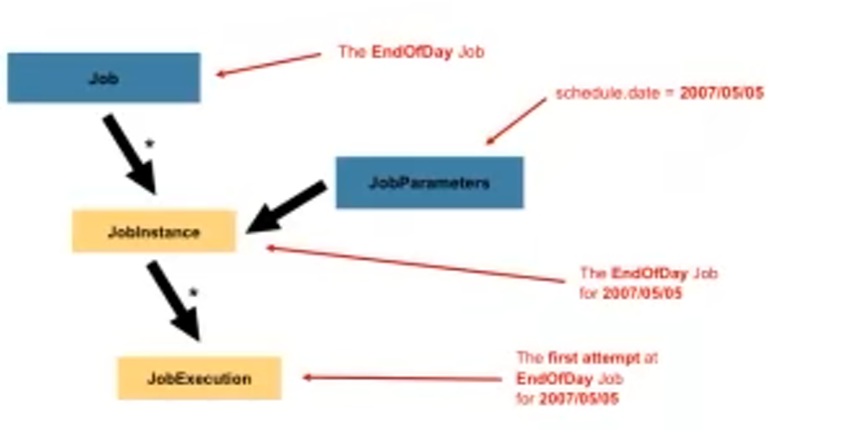 The EndOfDay Job
Job
schedule.date = 2007/05/05
*
JobParameters
JobInstance
The EndOfDay Job
for 2007/05/05
*
The first attempt at
EndOfDay Job
for 2007/05/05
JobExecution